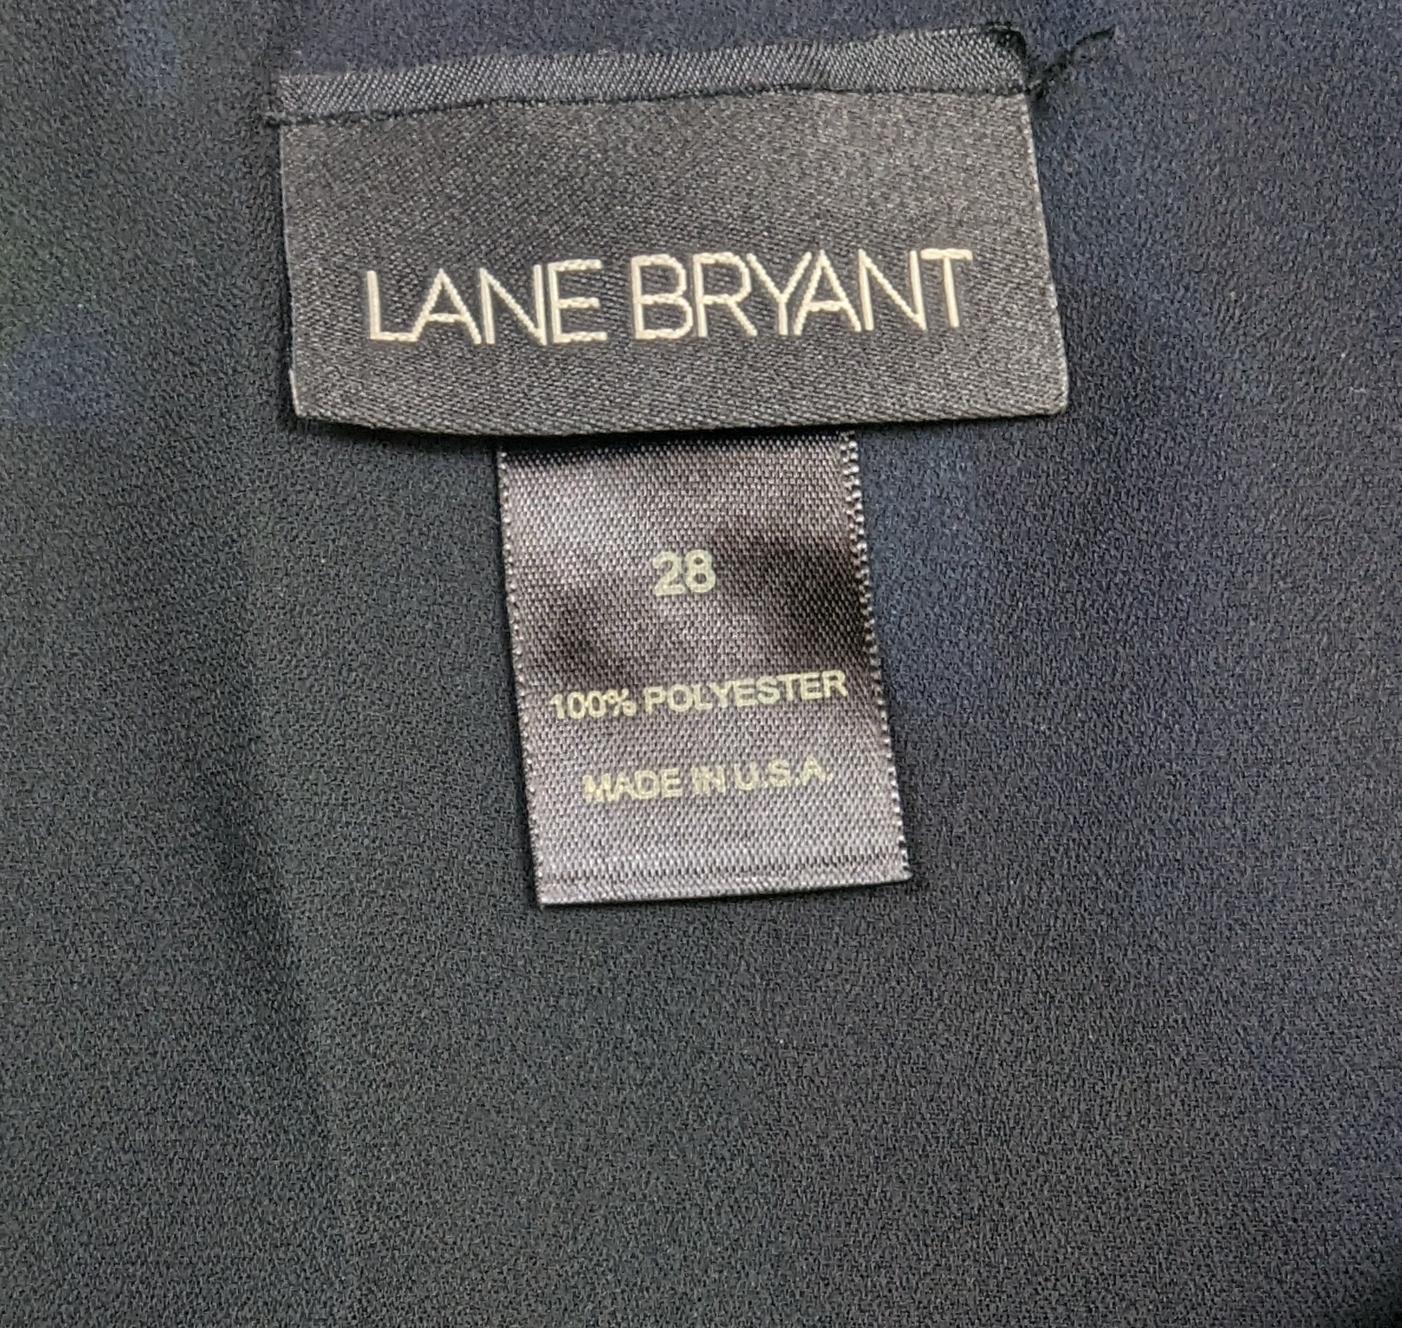 LANE BRYANT
28
100% POLYESTER
MADE IN U.S.A.